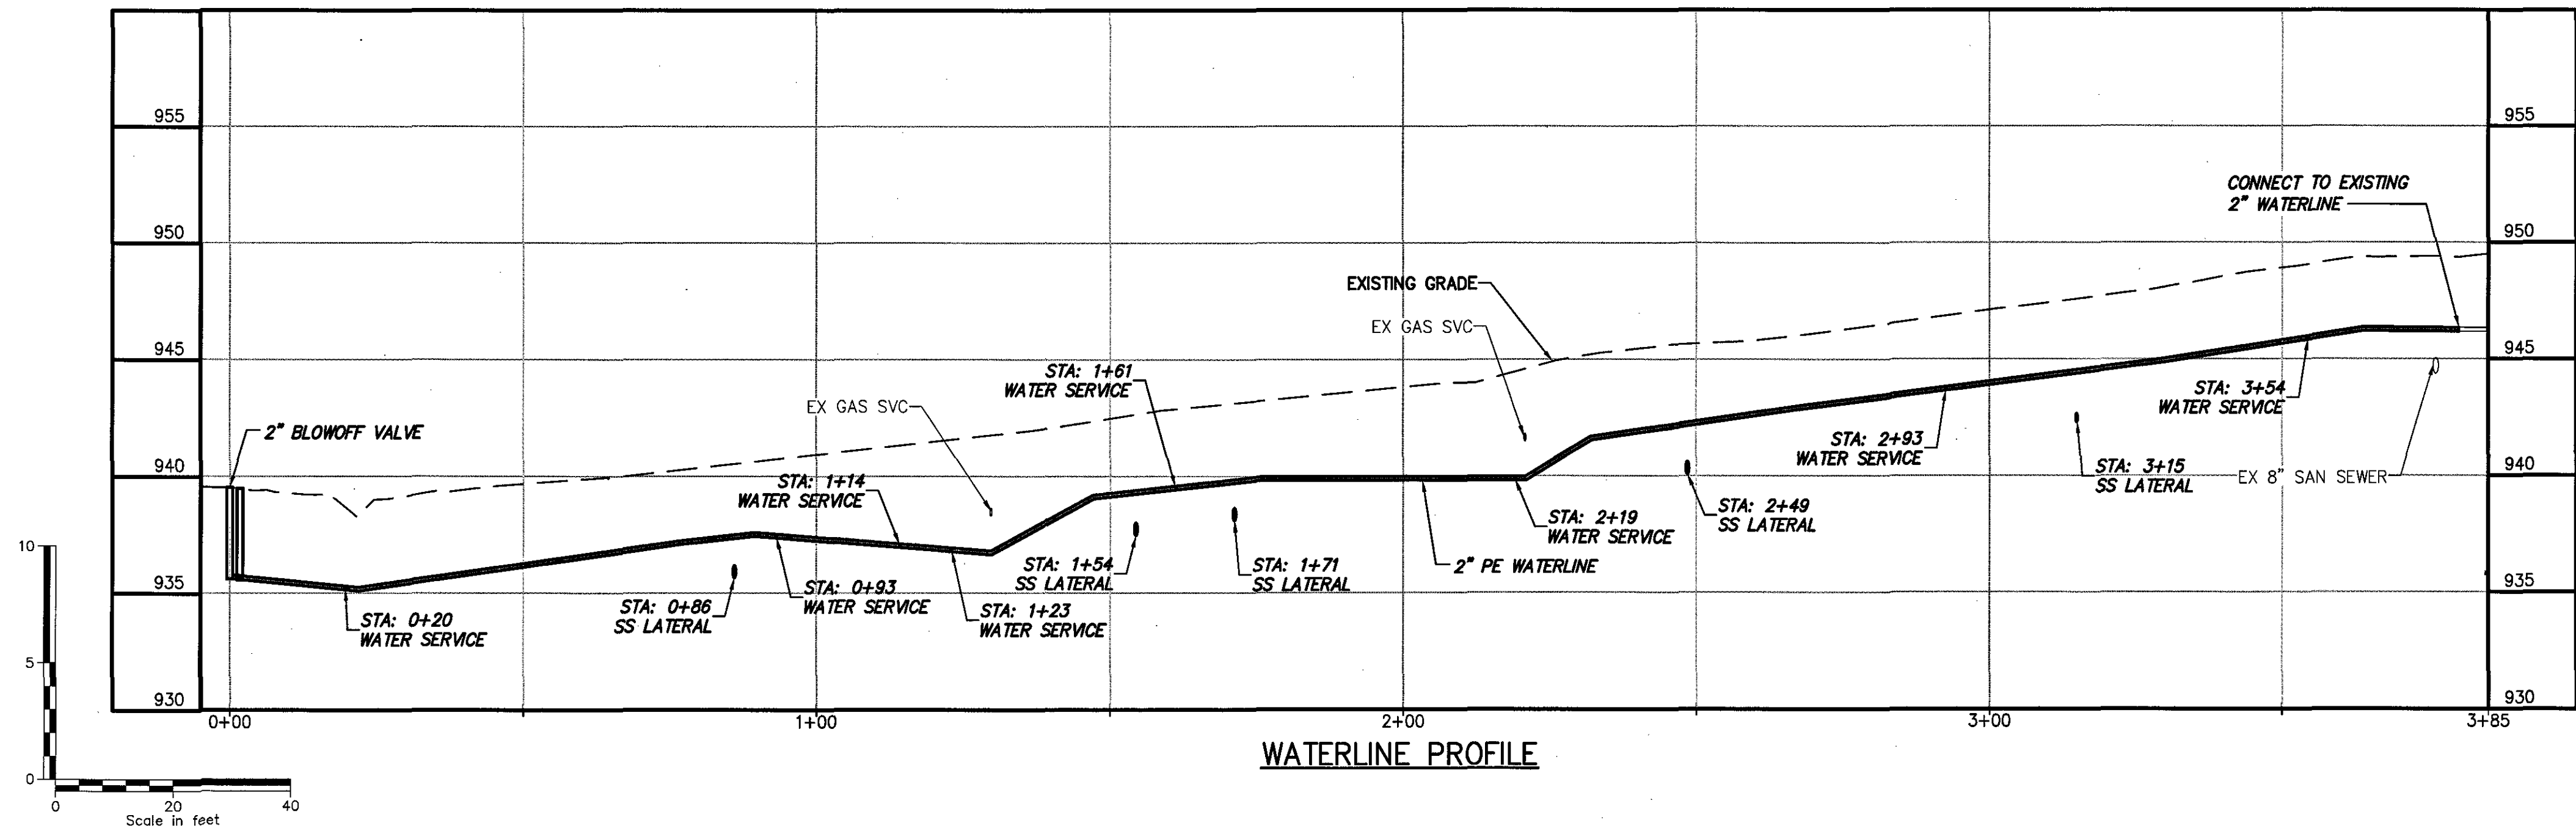 955
955
CONNECT TO EXISTING
2" WATERLINE
950
950
EXISTING GRADE
EX GAS SVC
945
945
STA: 1+61
WATER SERVICE
STA: 3+54
WATER SERVICE
EX GAS SVC
2" BLOWOFF VALVE
STA: 2+93
WATER SERVICE
940
940
STA: 1+14
WATER SERVICE
STA: 3+15
SS LATERAL
EX 8" SAN SEWER
STA: 2+49
SS LATERAL
STA: 2+19
WATER SERVICE
10
STA: 1+54
SS LATERAL
STA: 1+71
SS LATERAL
2" PE WATERLINE
935
935
STA: 0+93
WATER SERVICE
STA: 0+86
SS LATERAL
STA: 1+23
WATER SERVICE
STA: 0+20
WATER SERVICE
5
930
930
0+00
1+00
2+00
3+00
3+85
WATERLINE PROFILE
0
0
20
40
Scale in feet